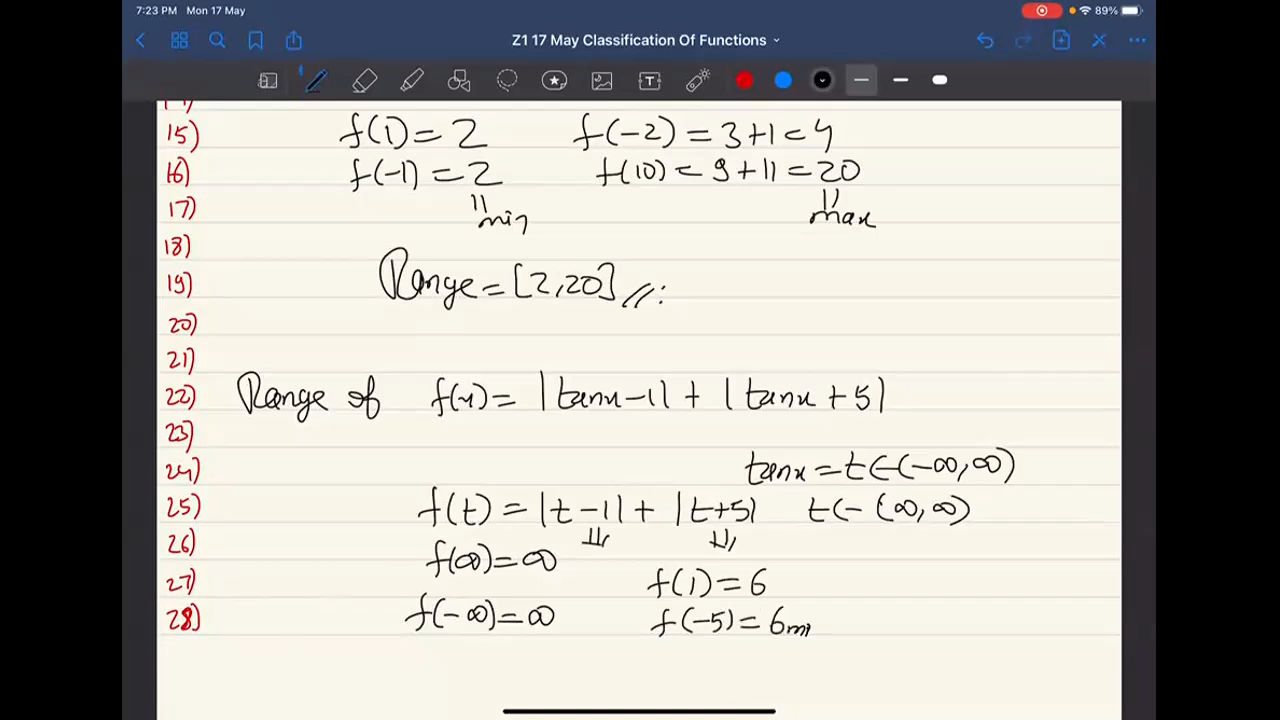 7:23 PM Mon 17 May 89%
Z1 17 May Classification Of Functions
15) f(1) = 2 f(-2) = 3+1 = 4
16) f(-1) = 2 f(10) = 9+11 = 20
17) min max
18)
19) Range = [2,20] //:
20)
21)
22) Range of f(x) = |tanx-1| + |tanx+5|
23)
24) tanx = t ∈ (-∞,∞)
25) f(t) = |t-1| + |t+5| t ∈ (∞,∞)
26) f(∞) = ∞
27) f(1) = 6
28) f(-∞) = ∞ f(-5) = 6 mi